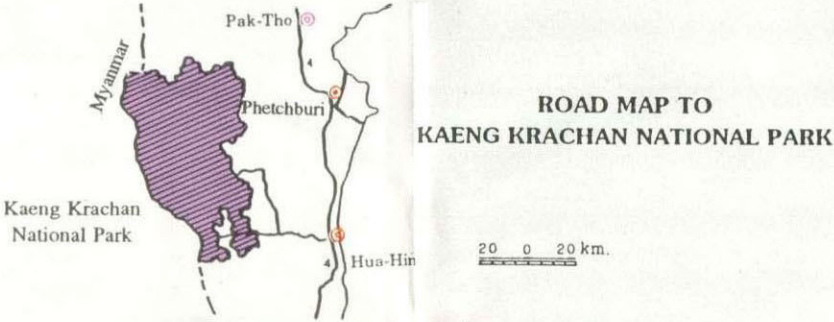 Pak-Tho
4
Myanmar
Phetchburi
ROAD MAP TO
KAENG KRACHAN NATIONAL PARK
Kaeng Krachan
National Park
4
Hua-Hin
20 0 20 km.